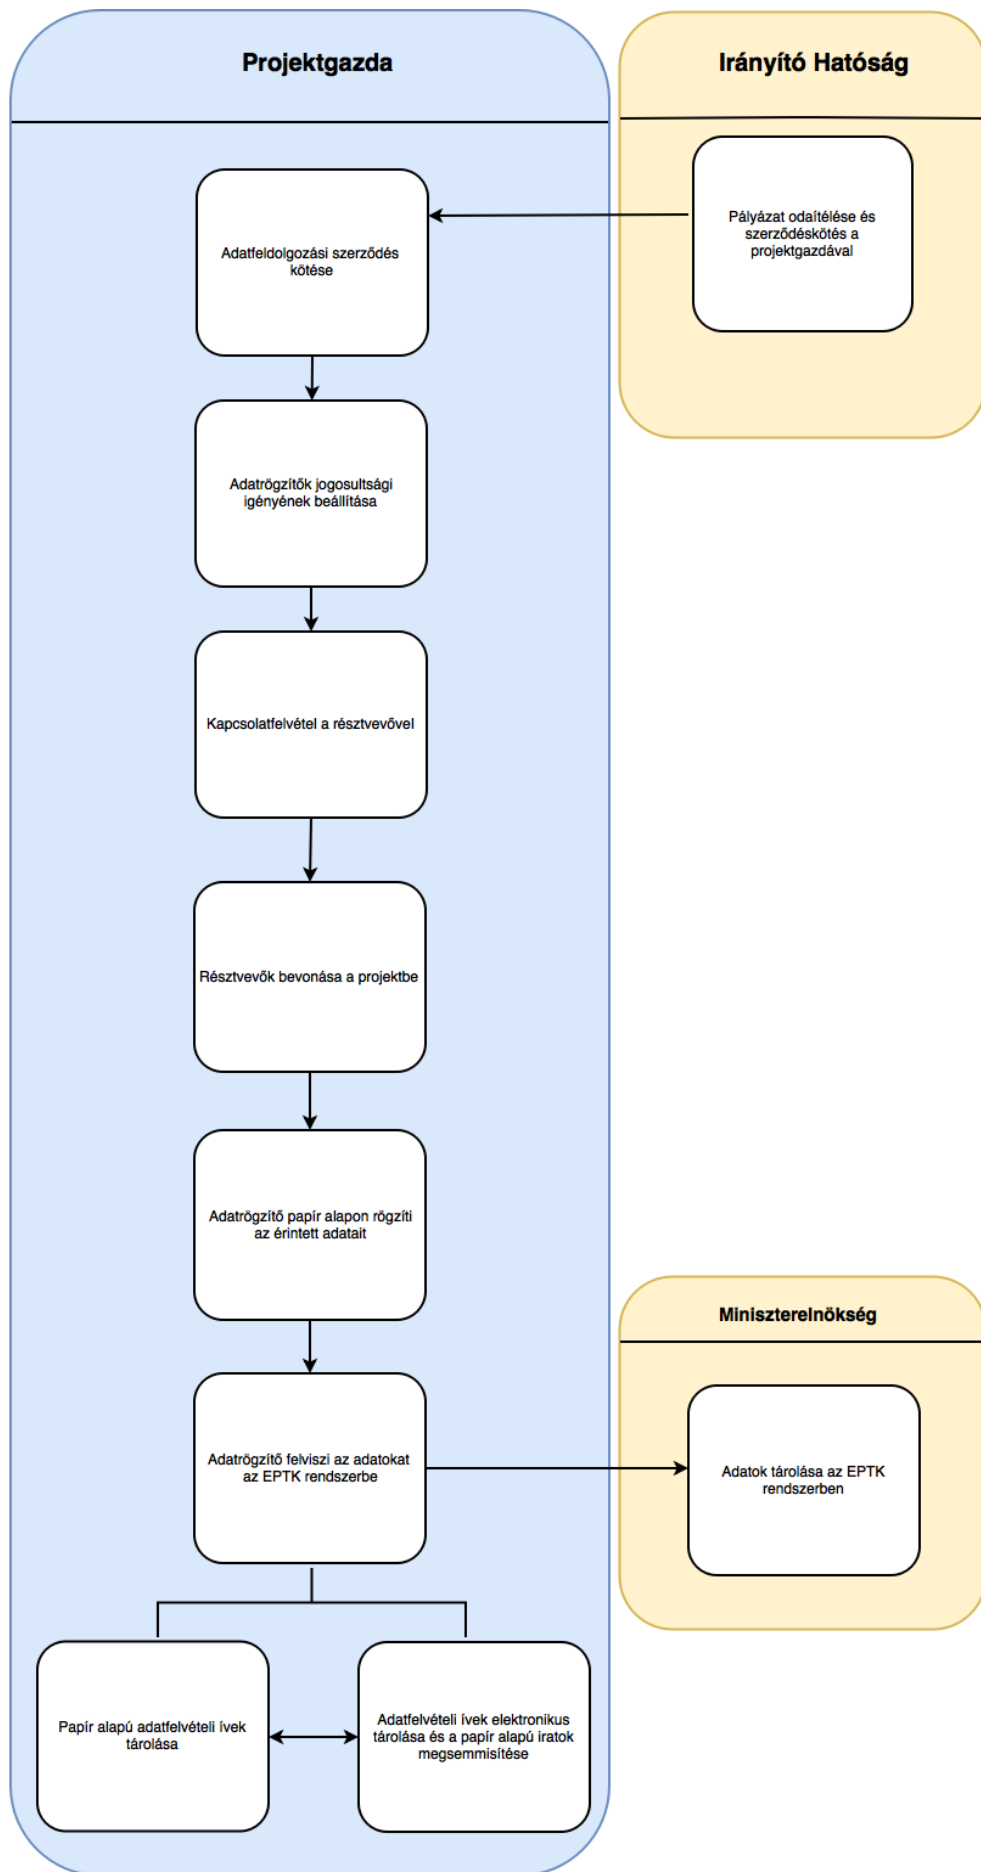 Projektgazda
Irányító Hatóság
Pályázat odaítélése és
szerződéskötés a
projektgazdával
Adatfeldolgozási szerződés
kötése
Adatrögzítők jogosultsági
igényének beállítása
Kapcsolatfelvétel a résztvevővel
Résztvevők bevonása a projektbe
Adatrögzítő papír alapon rögzíti
az érintett adatait
Miniszterelnökség
Adatrögzítő felviszi az adatokat
az EPTK rendszerbe
Adatok tárolása az EPTK
rendszerben
Papír alapú adatfelvételi ívek
tárolása
Adatfelvételi ívek elektronikus
tárolása és a papír alapú iratok
megsemmisítése